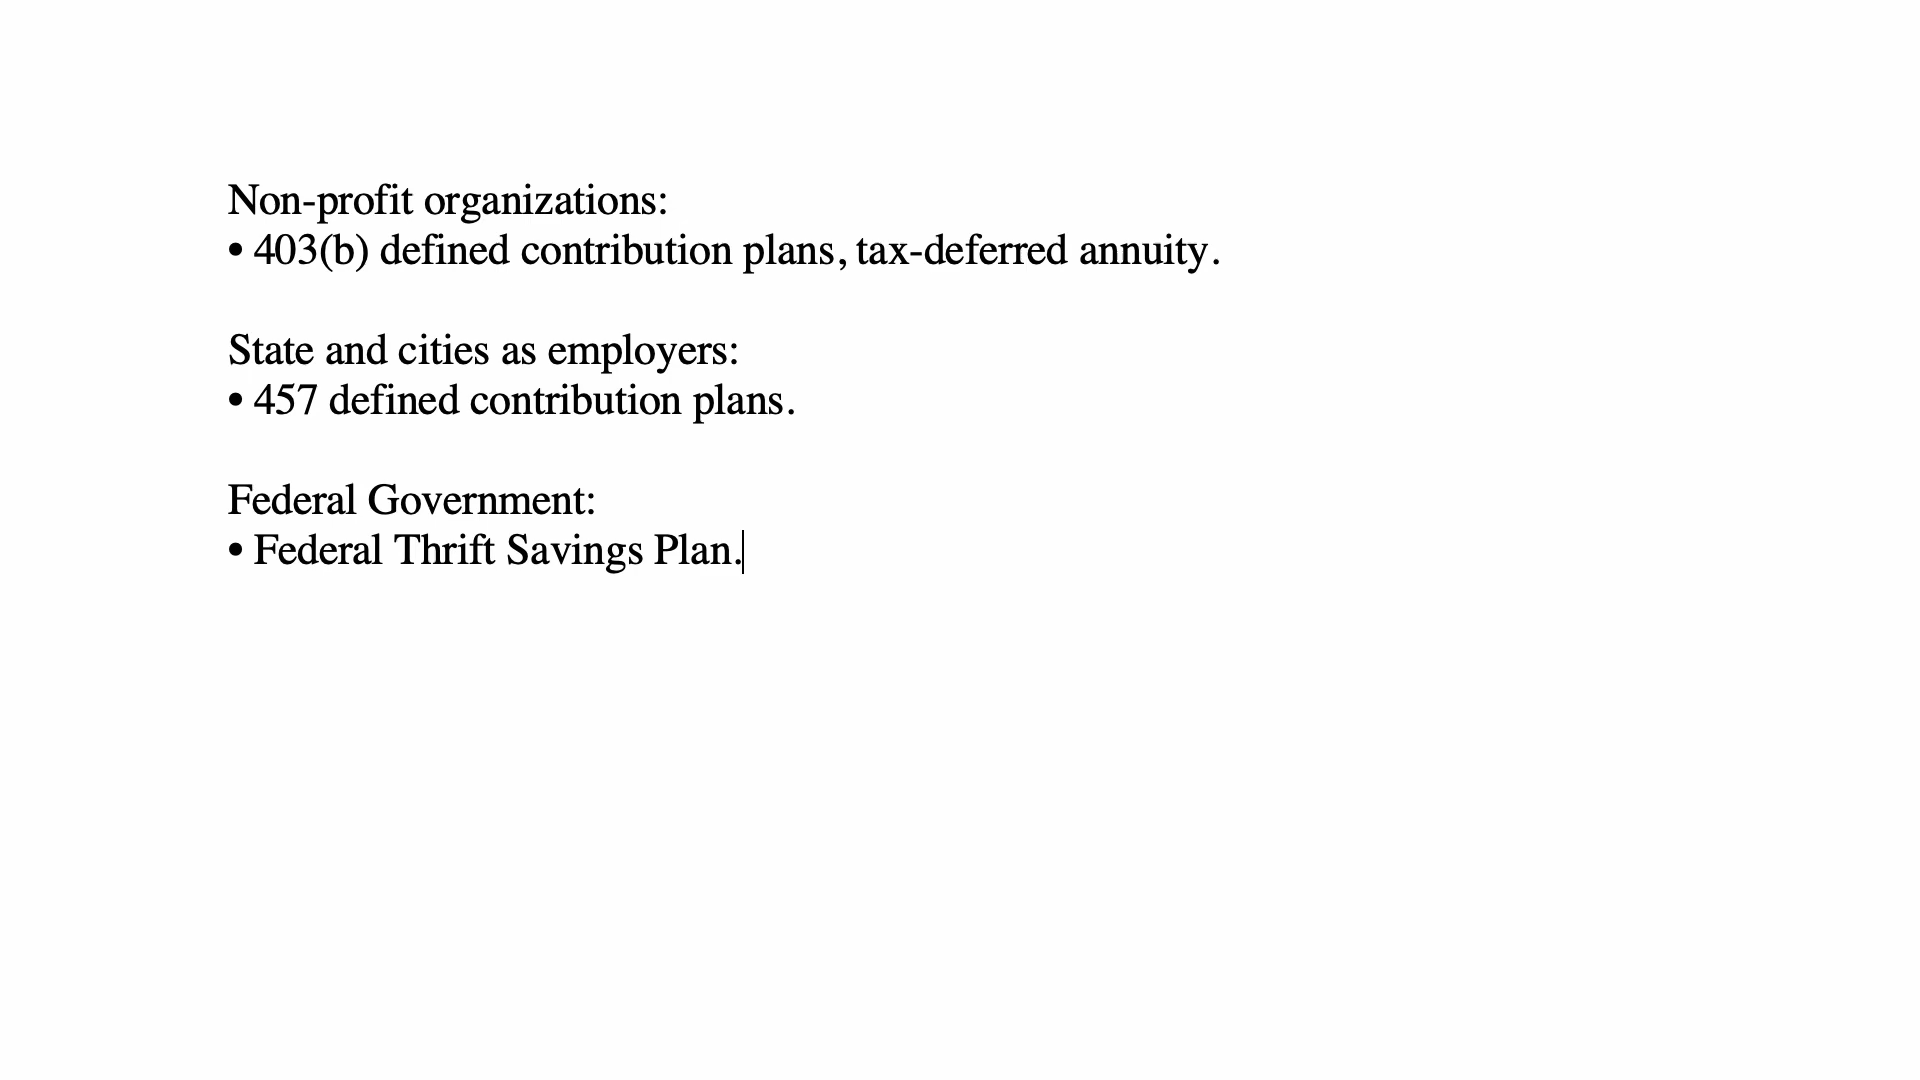 Non-profit organizations:
• 403(b) defined contribution plans, tax-deferred annuity.
State and cities as employers:
• 457 defined contribution plans.
Federal Government:
• Federal Thrift Savings Plan.